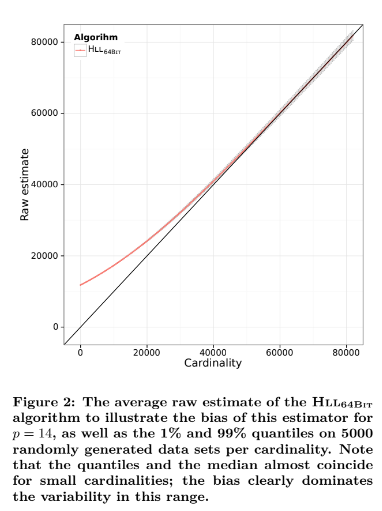 80000
60000
40000
20000
0
Raw estimate
Algorihm
HLL64BIT
0 20000 40000 60000 80000
Cardinality
Figure 2: The average raw estimate of the HLL64BIT
algorithm to illustrate the bias of this estimator for
p = 14, as well as the 1% and 99% quantiles on 5000
randomly generated data sets per cardinality. Note
that the quantiles and the median almost coincide
for small cardinalities; the bias clearly dominates
the variability in this range.